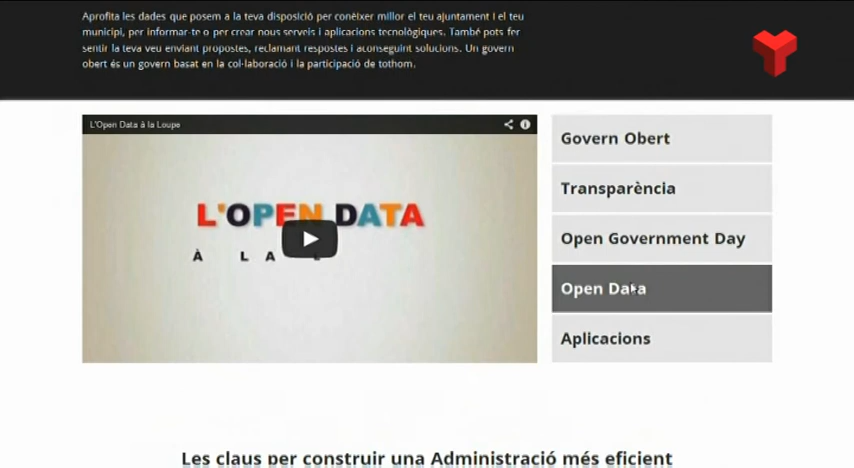 Aprofita les dades que posem a la teva disposició per conèixer millor el teu ajuntament i el teu
municipi, per informar-te o per crear nous serveis i aplicacions tecnològiques. També pots fer
sentir la teva veu enviant propostes, reclamant respostes i aconseguint solucions. Un govern
obert és un govern basat en la col·laboració i la participació de tothom.
L'Open Data à la Loupe
L'OPEN DATA
À LA L
Govern Obert
Transparència
Open Government Day
Open Data
Aplicacions
Les claus per construir una Administració més eficient